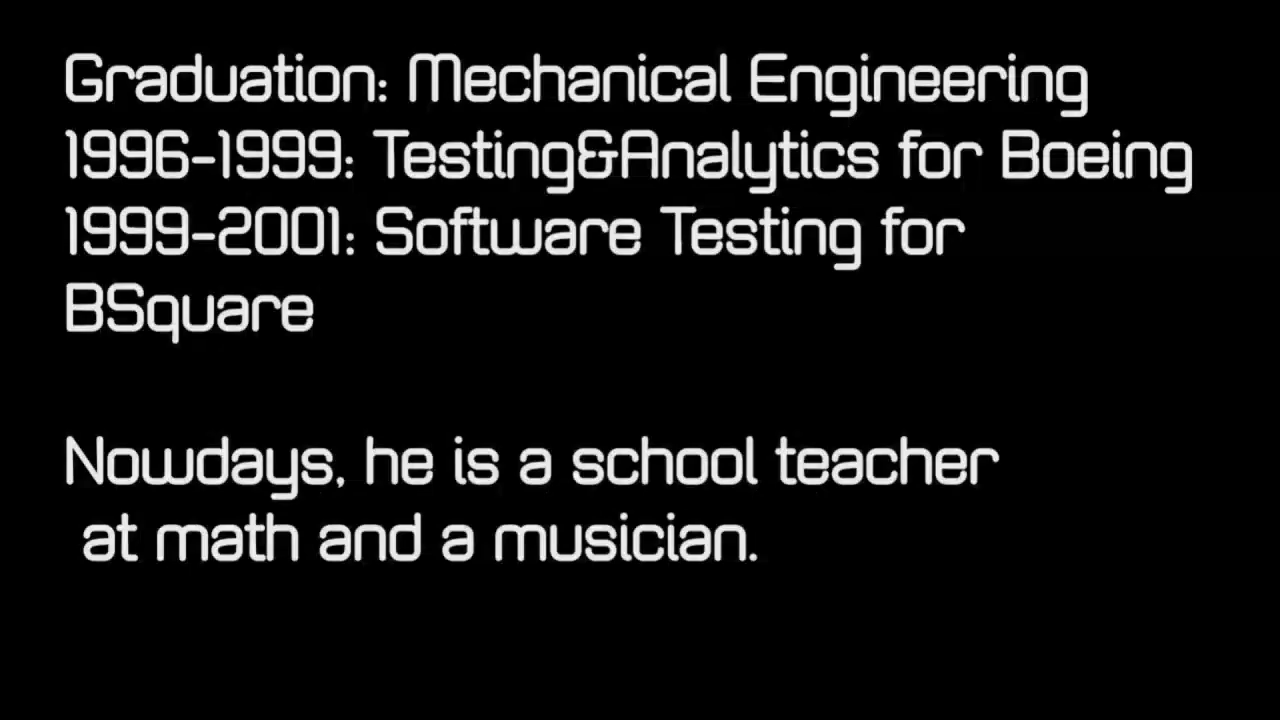 Graduation: Mechanical Engineering
1996-1999: Testing&Analytics for Boeing
1999-2001: Software Testing for
BSquare
Nowdays, he is a school teacher
at math and a musician.